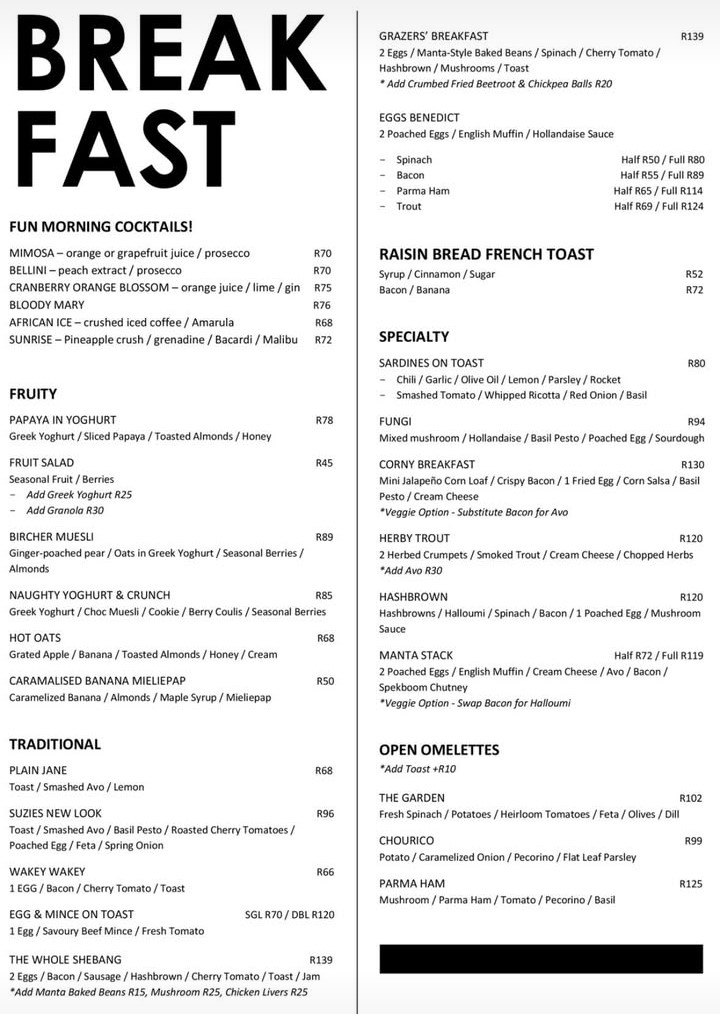 BREAK
FAST
FUN MORNING COCKTAILS!
MIMOSA – orange or grapefruit juice / prosecco R70
BELLINI – peach extract / prosecco R70
CRANBERRY ORANGE BLOSSOM – orange juice / lime / gin R75
BLOODY MARY R76
AFRICAN ICE – crushed iced coffee / Amarula R68
SUNRISE – Pineapple crush / grenadine / Bacardi / Malibu R72
FRUITY
PAPAYA IN YOGHURT R78
Greek Yoghurt / Sliced Papaya / Toasted Almonds / Honey
FRUIT SALAD R45
Seasonal Fruit / Berries
– Add Greek Yoghurt R25
– Add Granola R30
BIRCHER MUESLI R89
Ginger-poached pear / Oats in Greek Yoghurt / Seasonal Berries /
Almonds
NAUGHTY YOGHURT & CRUNCH R85
Greek Yoghurt / Choc Muesli / Cookie / Berry Coulis / Seasonal Berries
HOT OATS R68
Grated Apple / Banana / Toasted Almonds / Honey / Cream
CARAMALISED BANANA MIELIEPAP R50
Caramelized Banana / Almonds / Maple Syrup / Mieliepap
TRADITIONAL
PLAIN JANE R68
Toast / Smashed Avo / Lemon
SUZIES NEW LOOK R96
Toast / Smashed Avo / Basil Pesto / Roasted Cherry Tomatoes /
Poached Egg / Feta / Spring Onion
WAKEY WAKEY R66
1 EGG / Bacon / Cherry Tomato / Toast
EGG & MINCE ON TOAST SGL R70 / DBL R120
1 Egg / Savoury Beef Mince / Fresh Tomato
THE WHOLE SHEBANG R139
2 Eggs / Bacon / Sausage / Hashbrown / Cherry Tomato / Toast / Jam
*Add Manta Baked Beans R15, Mushroom R25, Chicken Livers R25
GRAZERS' BREAKFAST R139
2 Eggs / Manta-Style Baked Beans / Spinach / Cherry Tomato /
Hashbrown / Mushrooms / Toast
* Add Crumbed Fried Beetroot & Chickpea Balls R20
EGGS BENEDICT
2 Poached Eggs / English Muffin / Hollandaise Sauce
– Spinach Half R50 / Full R80
– Bacon Half R55 / Full R89
– Parma Ham Half R65 / Full R114
– Trout Half R69 / Full R124
RAISIN BREAD FRENCH TOAST
Syrup / Cinnamon / Sugar R52
Bacon / Banana R72
SPECIALTY
SARDINES ON TOAST R80
– Chili / Garlic / Olive Oil / Lemon / Parsley / Rocket
– Smashed Tomato / Whipped Ricotta / Red Onion / Basil
FUNGI R94
Mixed mushroom / Hollandaise / Basil Pesto / Poached Egg / Sourdough
CORNY BREAKFAST R130
Mini Jalapeño Corn Loaf / Crispy Bacon / 1 Fried Egg / Corn Salsa / Basil
Pesto / Cream Cheese
*Veggie Option - Substitute Bacon for Avo
HERBY TROUT R120
2 Herbed Crumpets / Smoked Trout / Cream Cheese / Chopped Herbs
*Add Avo R30
HASHBROWN R120
Hashbrowns / Halloumi / Spinach / Bacon / 1 Poached Egg / Mushroom
Sauce
MANTA STACK Half R72 / Full R119
2 Poached Eggs / English Muffin / Cream Cheese / Avo / Bacon /
Spekboom Chutney
*Veggie Option - Swap Bacon for Halloumi
OPEN OMELETTES
*Add Toast +R10
THE GARDEN R102
Fresh Spinach / Potatoes / Heirloom Tomatoes / Feta / Olives / Dill
CHOURICO R99
Potato / Caramelized Onion / Pecorino / Flat Leaf Parsley
PARMA HAM R125
Mushroom / Parma Ham / Tomato / Pecorino / Basil